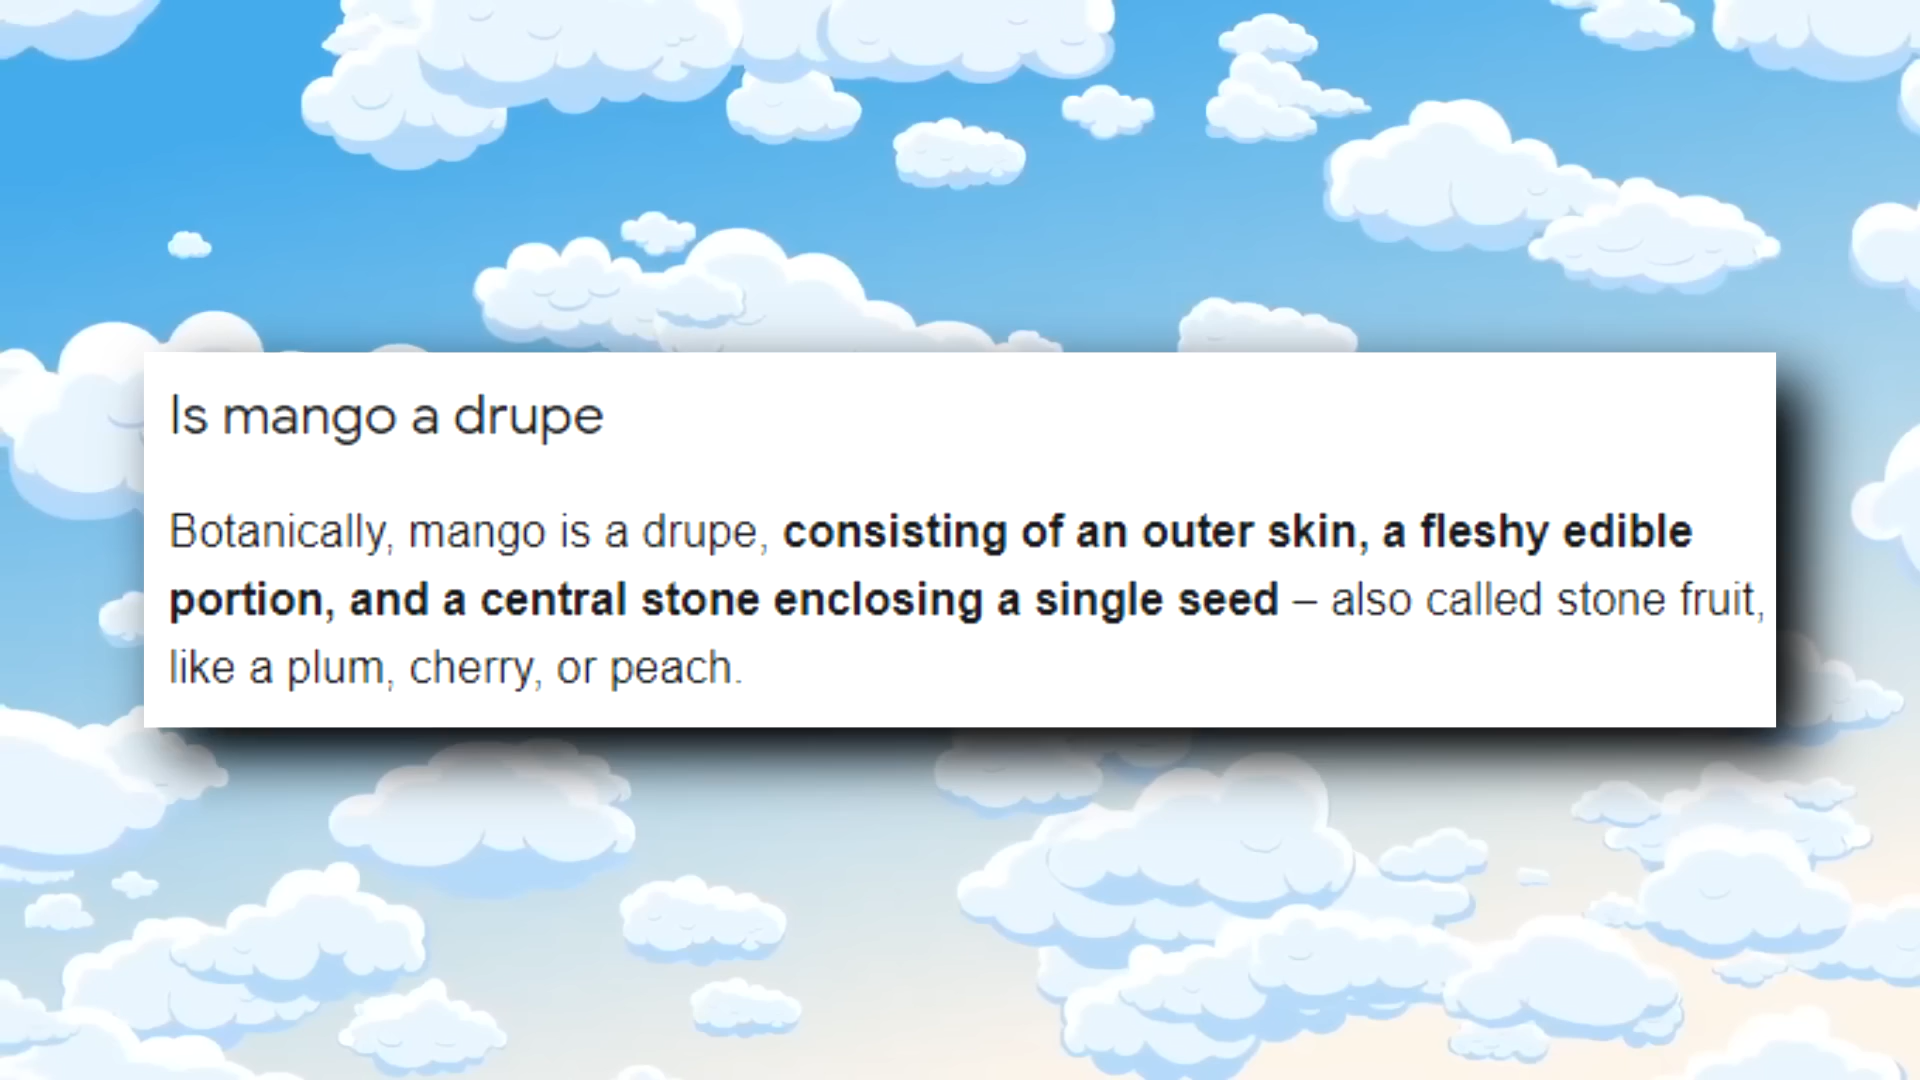 Is mango a drupe
Botanically, mango is a drupe, consisting of an outer skin, a fleshy edible
portion, and a central stone enclosing a single seed – also called stone fruit,
like a plum, cherry, or peach.